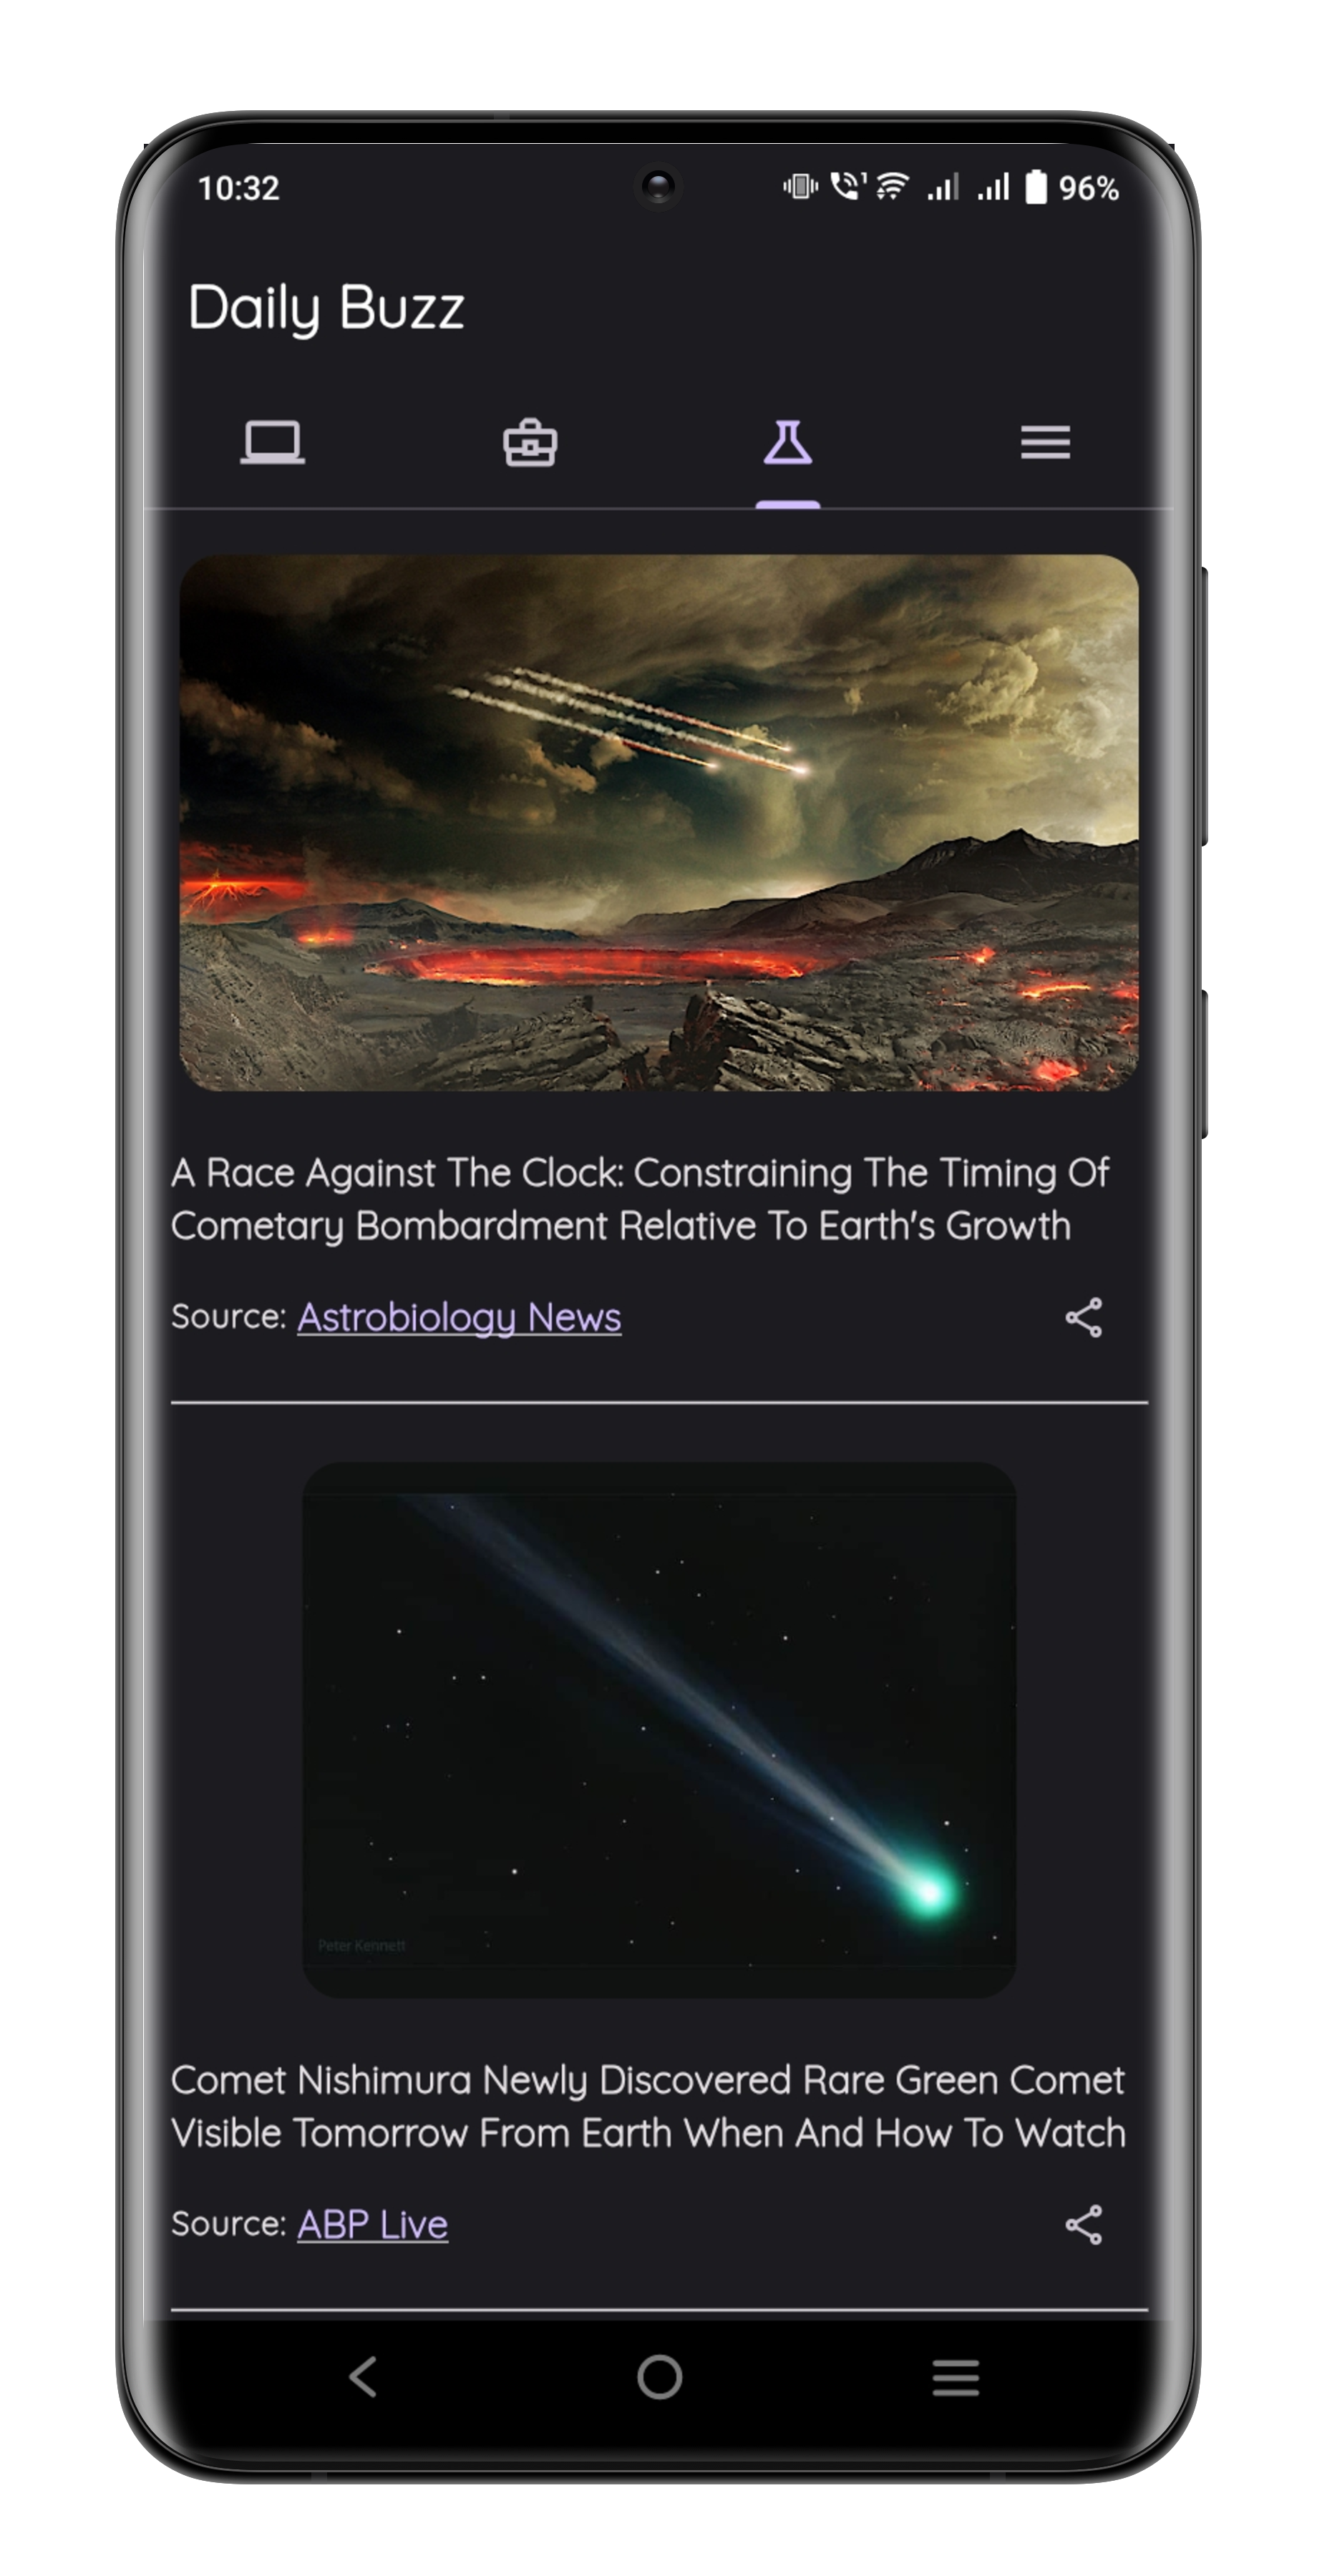 10:32
1
96%
Daily Buzz
A Race Against The Clock: Constraining The Timing Of
Cometary Bombardment Relative To Earth's Growth
Source: Astrobiology News
Peter Kennett
Comet Nishimura Newly Discovered Rare Green Comet
Visible Tomorrow From Earth When And How To Watch
Source: ABP Live